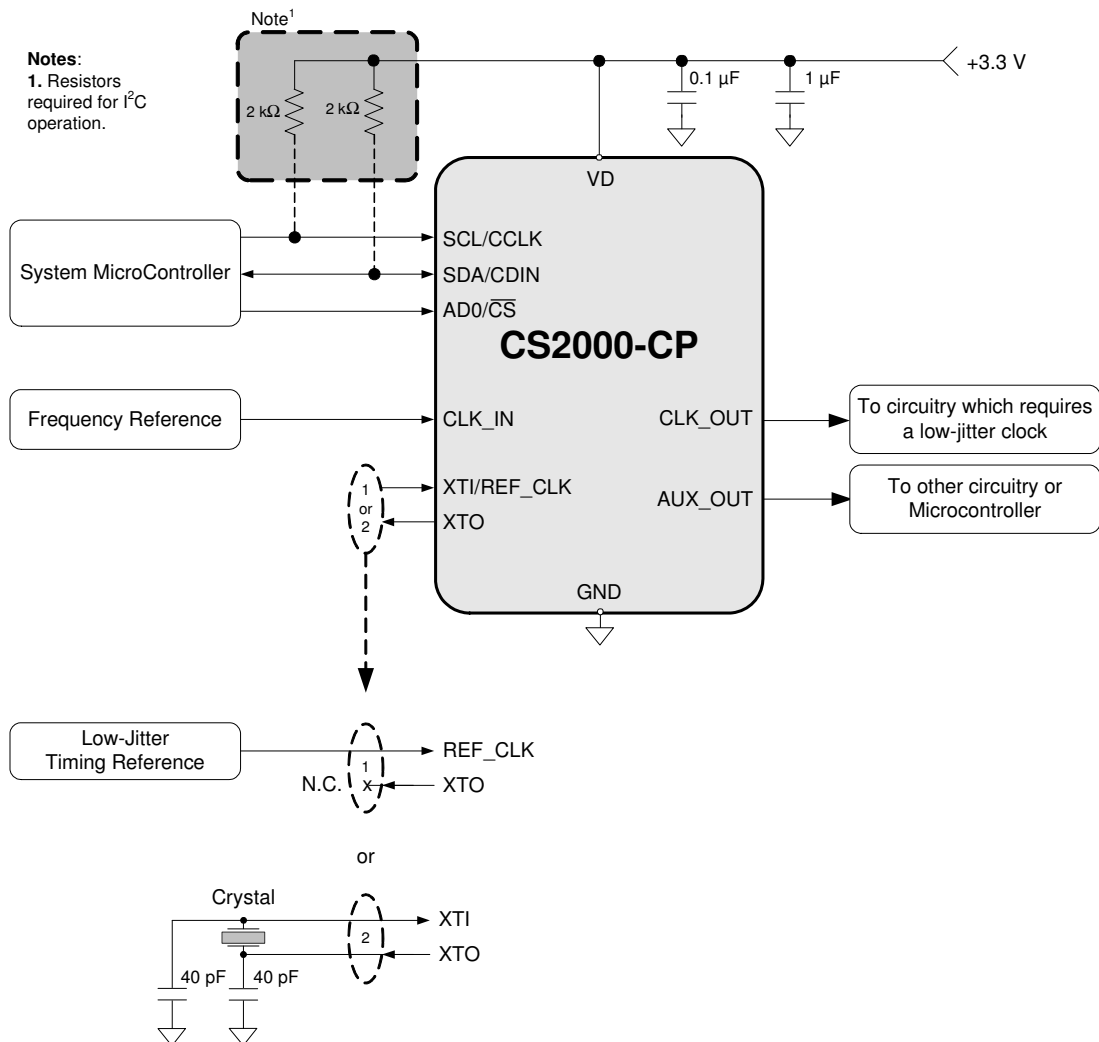 Note¹
Notes:
1. Resistors
required for I²C
operation.
2 kΩ
2 kΩ
0.1 µF
1 µF
+3.3 V
VD
System MicroController
SCL/CCLK
SDA/CDIN
AD0/C̅S̅
CS2000-CP
Frequency Reference
CLK_IN
CLK_OUT
To circuitry which requires
a low-jitter clock
1
or
2
XTI/REF_CLK
XTO
AUX_OUT
To other circuitry or
Microcontroller
GND
Low-Jitter
Timing Reference
1
REF_CLK
N.C.
x
XTO
or
Crystal
2
XTI
XTO
40 pF
40 pF